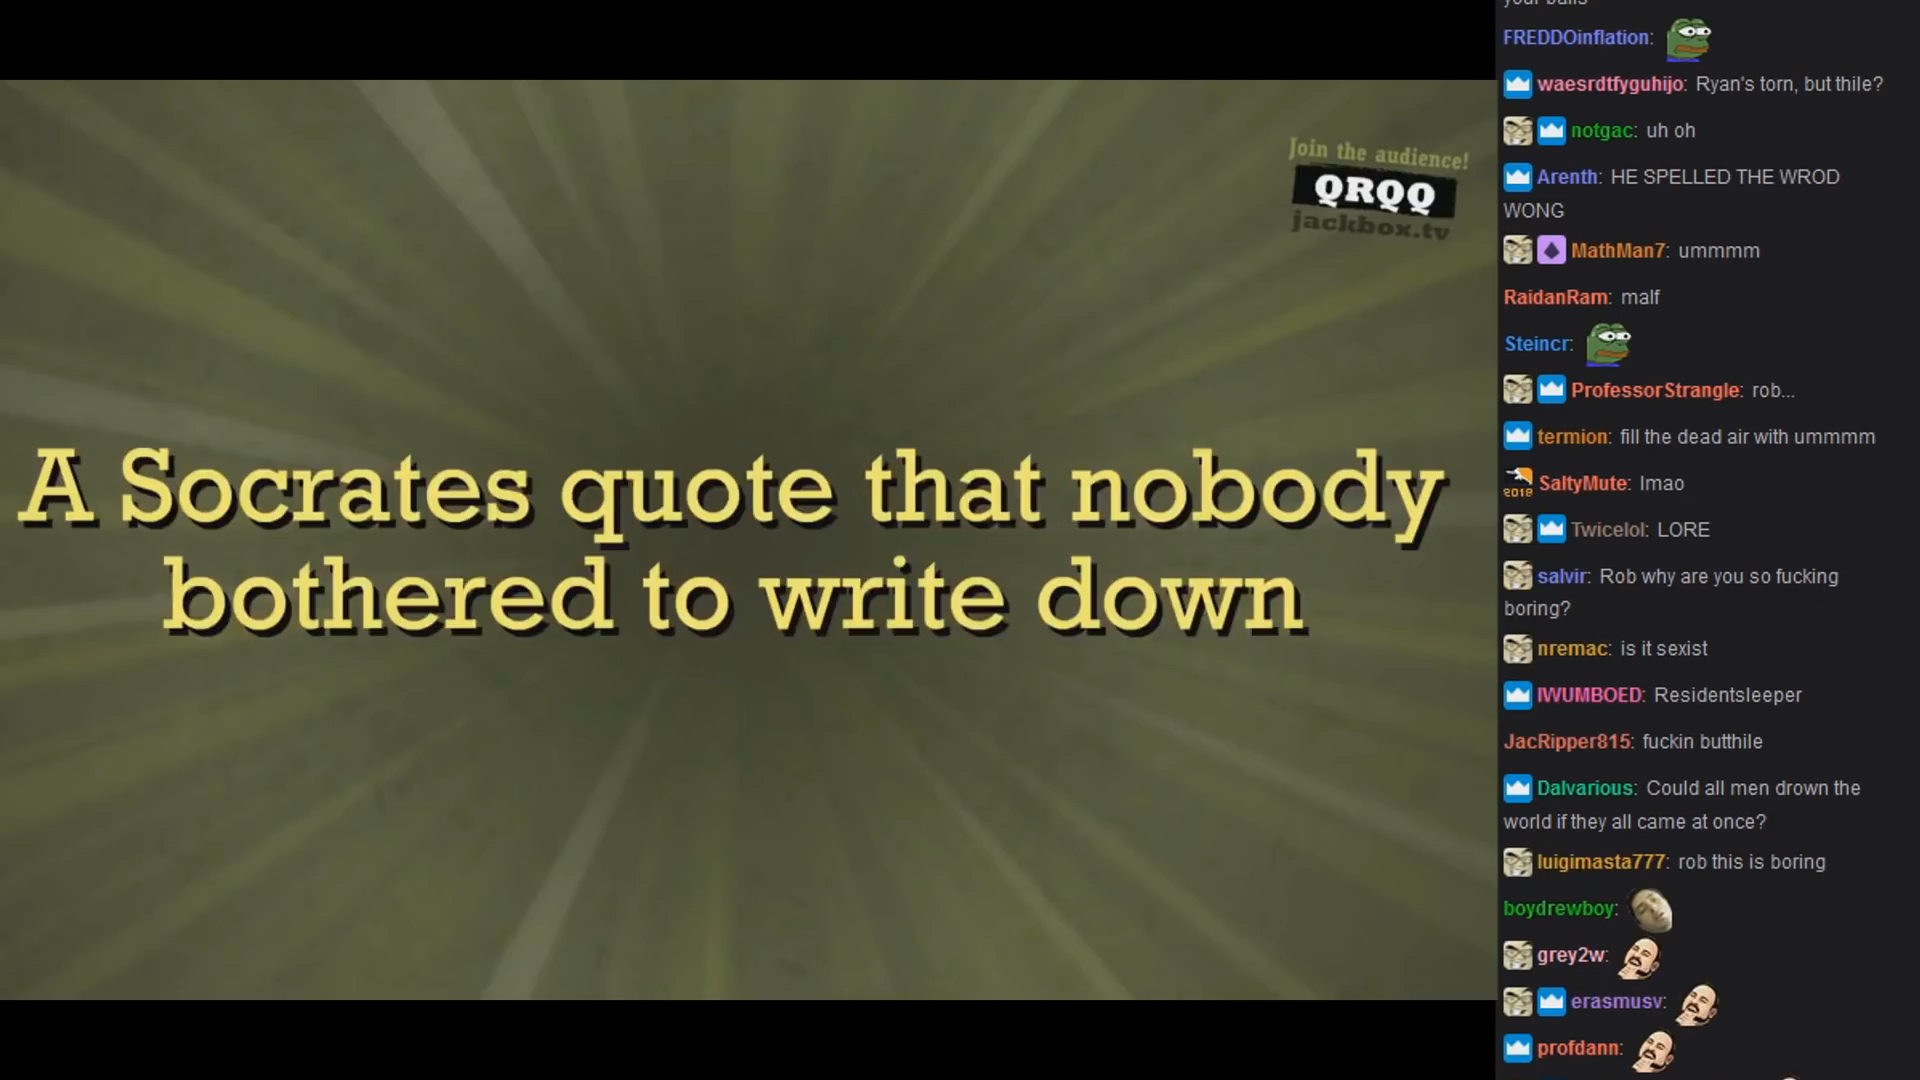 your balls
FREDDOinflation:
waesrdtfyguhijo: Ryan's torn, but thile?
notgac: uh oh
Arenth: HE SPELLED THE WROD
WONG
MathMan7: ummmm
RaidanRam: malf
Steincr:
ProfessorStrangle: rob...
termion: fill the dead air with ummmm
2018 SaltyMute: lmao
Twicelol: LORE
salvir: Rob why are you so fucking
boring?
nremac: is it sexist
IWUMBOED: Residentsleeper
JacRipper815: fuckin butthile
Dalvarious: Could all men drown the
world if they all came at once?
luigimasta777: rob this is boring
boydrewboy:
grey2w:
erasmusv:
profdann:
Join the audience!
QRQQ
jackbox.tv
A Socrates quote that nobody
bothered to write down